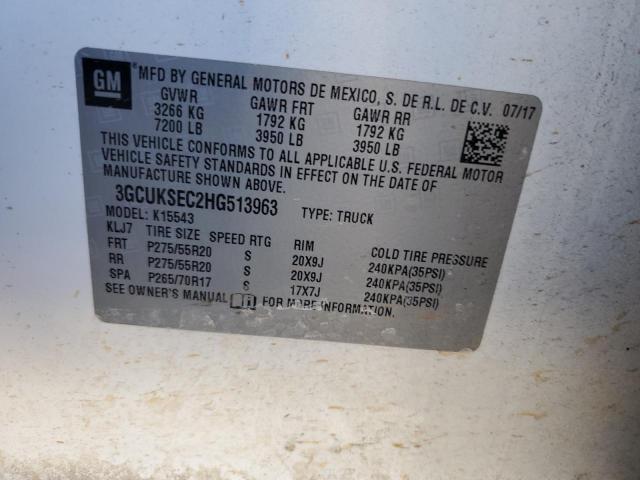 GM ® MFD BY GENERAL MOTORS DE MEXICO, S. DE R.L. DE C.V. 07/17
GVWR GAWR FRT GAWR RR
3266 KG 1792 KG 1792 KG
7200 LB 3950 LB 3950 LB
THIS VEHICLE CONFORMS TO ALL APPLICABLE U.S. FEDERAL MOTOR
VEHICLE SAFETY STANDARDS IN EFFECT ON THE DATE OF
MANUFACTURE SHOWN ABOVE.
3GCUKSEC2HG513963 TYPE: TRUCK
MODEL: K15543
KLJ7 TIRE SIZE SPEED RTG RIM COLD TIRE PRESSURE
FRT P275/55R20 S 20X9J 240KPA(35PSI)
RR P275/55R20 S 20X9J 240KPA(35PSI)
SPA P265/70R17 S 17X7J 240KPA(35PSI)
SEE OWNER'S MANUAL FOR MORE INFORMATION.